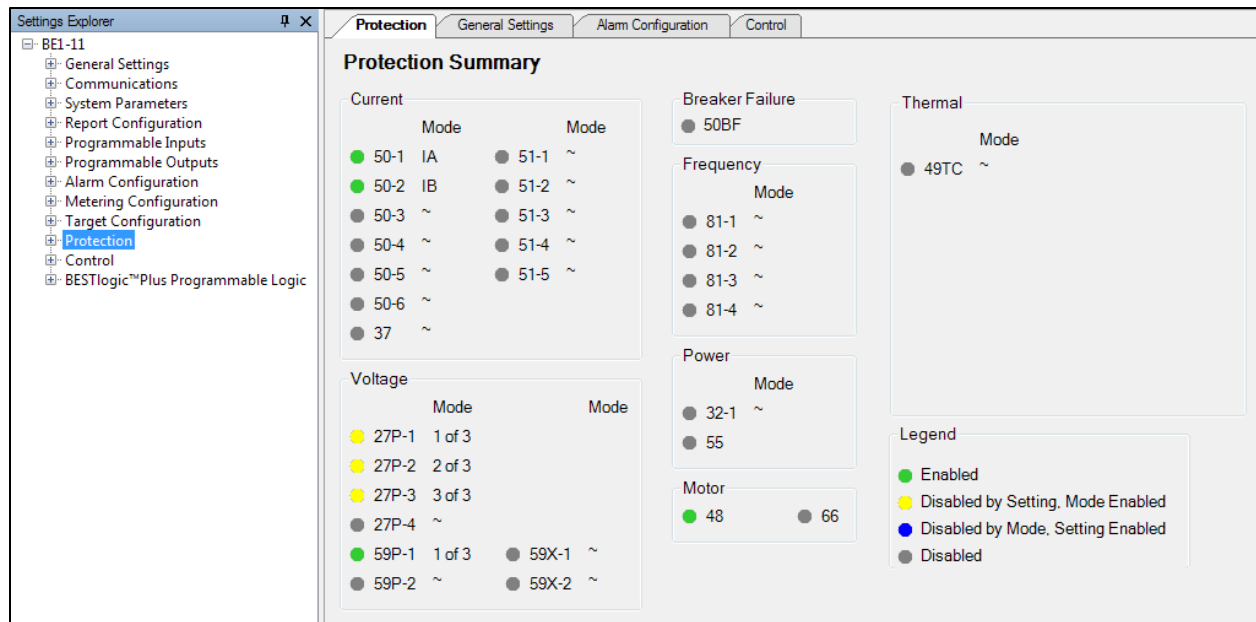 Settings Explorer
BE1-11
General Settings
Communications
System Parameters
Report Configuration
Programmable Inputs
Programmable Outputs
Alarm Configuration
Metering Configuration
Target Configuration
Protection
Control
BESTlogic™Plus Programmable Logic
Protection General Settings Alarm Configuration Control
Protection Summary
Current
Mode Mode
50-1 IA 51-1 ~
50-2 IB 51-2 ~
50-3 ~ 51-3 ~
50-4 ~ 51-4 ~
50-5 ~ 51-5 ~
50-6 ~
37 ~
Voltage
Mode Mode
27P-1 1 of 3
27P-2 2 of 3
27P-3 3 of 3
27P-4 ~
59P-1 1 of 3 59X-1 ~
59P-2 ~ 59X-2 ~
Breaker Failure
50BF
Frequency
Mode
81-1 ~
81-2 ~
81-3 ~
81-4 ~
Power
Mode
32-1 ~
55
Motor
48 66
Thermal
Mode
49TC ~
Legend
Enabled
Disabled by Setting, Mode Enabled
Disabled by Mode, Setting Enabled
Disabled